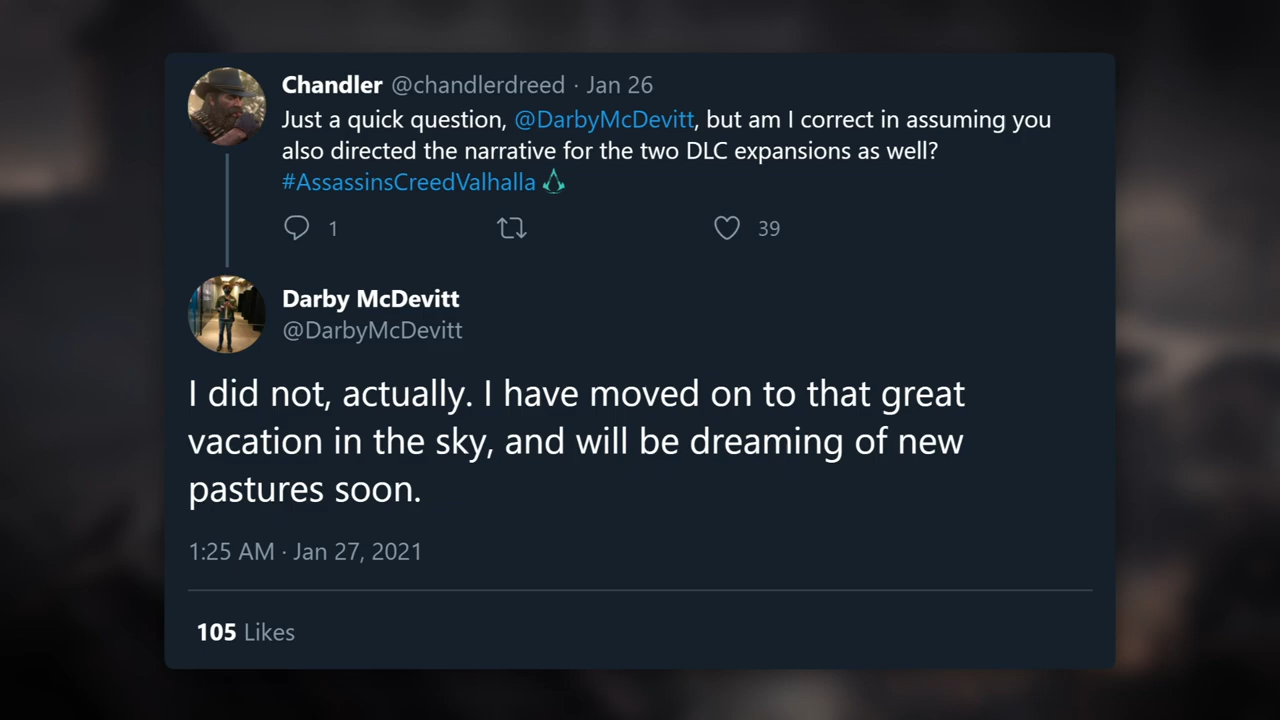 Chandler @chandlerdreed · Jan 26
Just a quick question, @DarbyMcDevitt, but am I correct in assuming you
also directed the narrative for the two DLC expansions as well?
#AssassinsCreedValhalla
1 39
Darby McDevitt
@DarbyMcDevitt
I did not, actually. I have moved on to that great
vacation in the sky, and will be dreaming of new
pastures soon.
1:25 AM · Jan 27, 2021
105 Likes